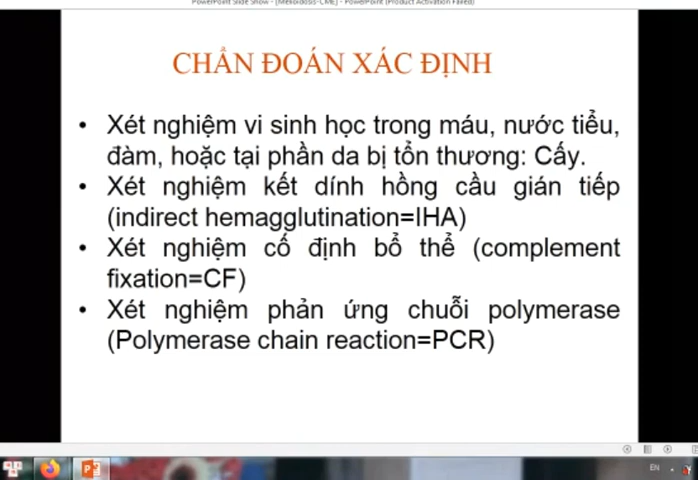 PowerPoint Slide Show - [Melioidosis-CME] - PowerPoint (Product Activation Failed)
CHẨN ĐOÁN XÁC ĐỊNH
• Xét nghiệm vi sinh học trong máu, nước tiểu,
đàm, hoặc tại phần da bị tổn thương: Cấy.
• Xét nghiệm kết dính hồng cầu gián tiếp
(indirect hemagglutination=IHA)
• Xét nghiệm cố định bổ thể (complement
fixation=CF)
• Xét nghiệm phản ứng chuỗi polymerase
(Polymerase chain reaction=PCR)
EN